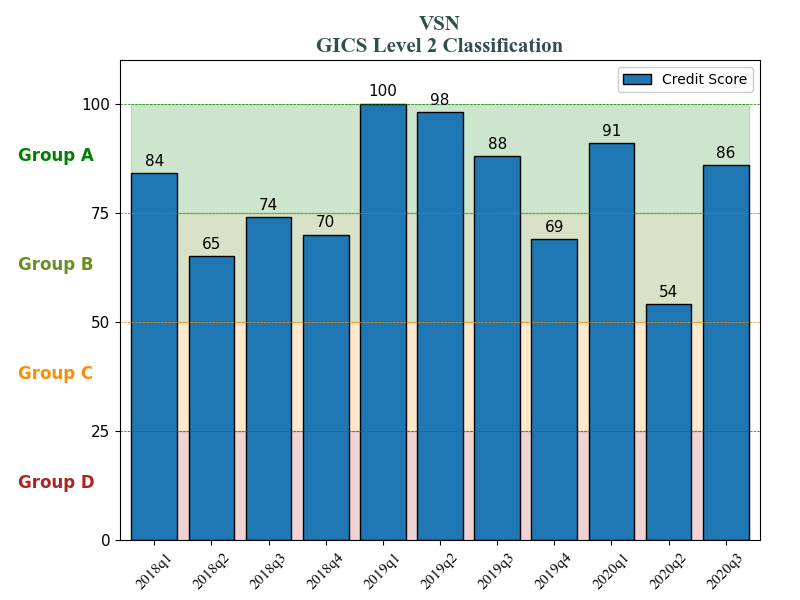 VSN
GICS Level 2 Classification
Credit Score
100
75
50
25
0
Group A
Group B
Group C
Group D
84
65
74
70
100
98
88
69
91
54
86
2018q1
2018q2
2018q3
2018q4
2019q1
2019q2
2019q3
2019q4
2020q1
2020q2
2020q3